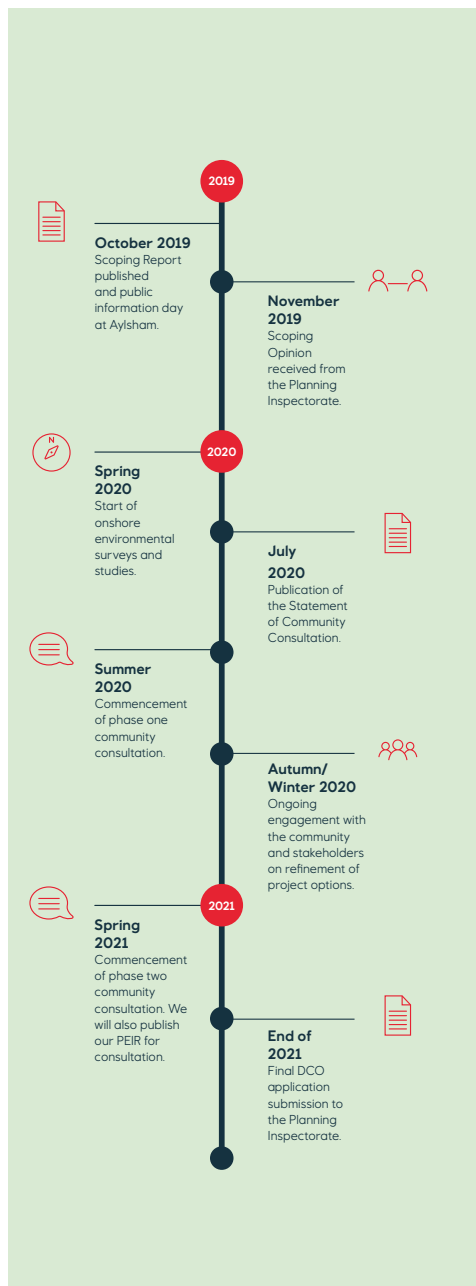 2019
October 2019
Scoping Report
published
and public
information day
at Aylsham.
November
2019
Scoping
Opinion
received from
the Planning
Inspectorate.
2020
N
Spring
2020
Start of
onshore
environmental
surveys and
studies.
July
2020
Publication of
the Statement
of Community
Consultation.
Summer
2020
Commencement
of phase one
community
consultation.
Autumn/
Winter 2020
Ongoing
engagement with
the community
and stakeholders
on refinement of
project options.
2021
Spring
2021
Commencement
of phase two
community
consultation. We
will also publish
our PEIR for
consultation.
End of
2021
Final DCO
application
submission to
the Planning
Inspectorate.